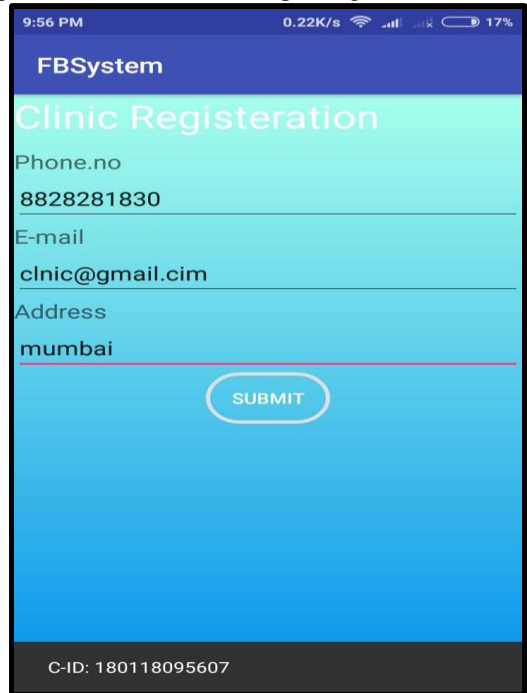 9:56 PM 0.22K/s 17%
FBSystem
Clinic Registeration
Phone.no
8828281830
E-mail
clnic@gmail.cim
Address
mumbai
SUBMIT
C-ID: 180118095607